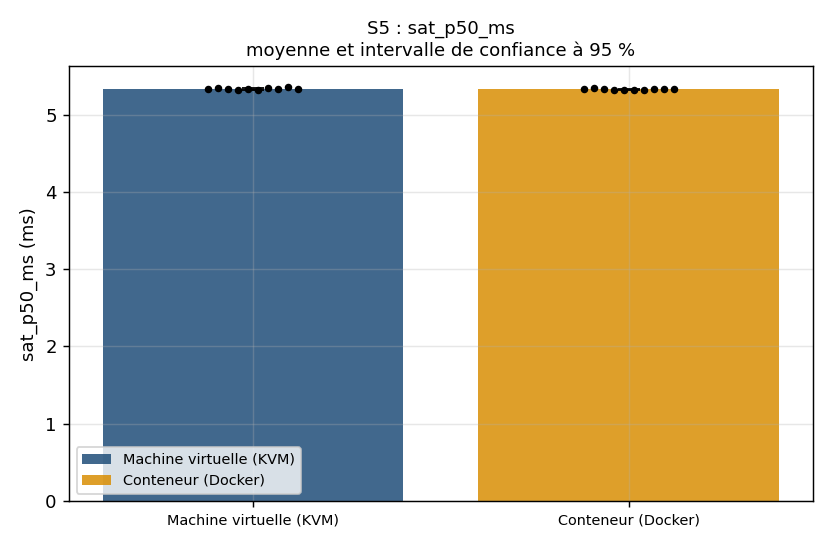 S5 : sat_p50_ms
moyenne et intervalle de confiance à 95 %
sat_p50_ms (ms)
5
4
3
2
1
0
Machine virtuelle (KVM)
Conteneur (Docker)
Machine virtuelle (KVM)
Conteneur (Docker)